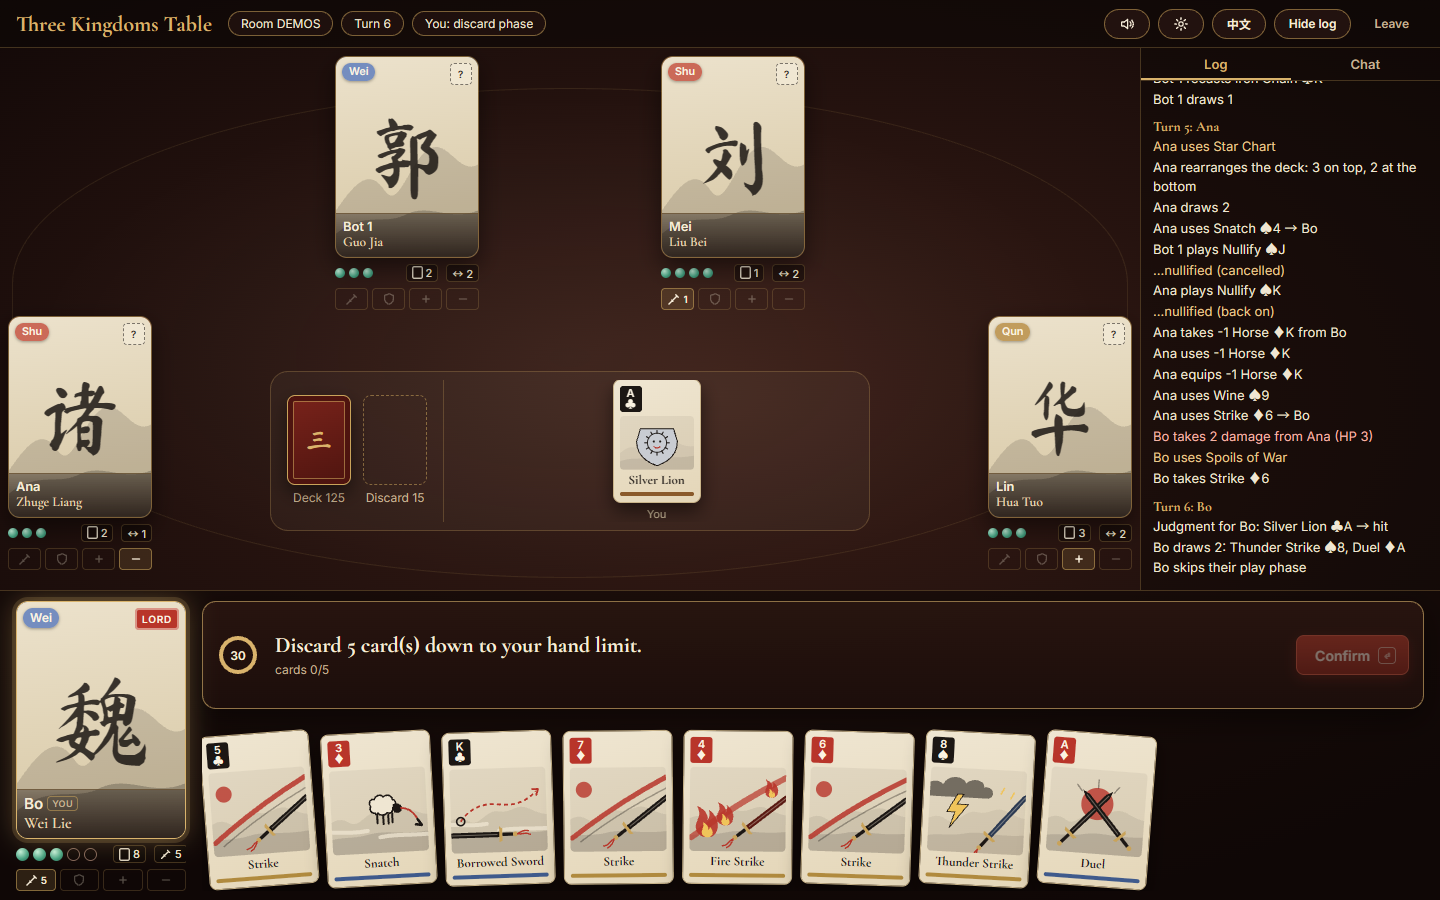 Three Kingdoms Table
Room DEMOS
Turn 6
You: discard phase
中文
Hide log
Leave
Wei
?
郭
Bot 1
Guo Jia
2
↔ 2
Shu
?
刘
Mei
Liu Bei
1
↔ 2
1
Shu
?
诸
Ana
Zhuge Liang
2
↔ 1
三
Deck 125
Discard 15
A
♣
Silver Lion
You
Qun
?
华
Lin
Hua Tuo
3
↔ 2
Log
Chat
Bot 1 draws 1
Turn 5: Ana
Ana uses Star Chart
Ana rearranges the deck: 3 on top, 2 at the
bottom
Ana draws 2
Ana uses Snatch ♠4 → Bo
Bot 1 plays Nullify ♠J
...nullified (cancelled)
Ana plays Nullify ♠K
...nullified (back on)
Ana takes -1 Horse ♦K from Bo
Ana uses -1 Horse ♦K
Ana equips -1 Horse ♦K
Ana uses Wine ♠9
Ana uses Strike ♦6 → Bo
Bo takes 2 damage from Ana (HP 3)
Bo uses Spoils of War
Bo takes Strike ♦6
Turn 6: Bo
Judgment for Bo: Silver Lion ♣A → hit
Bo draws 2: Thunder Strike ♠8, Duel ♦A
Bo skips their play phase
Wei
LORD
魏
Bo YOU
Wei Lie
8
5
5
30
Discard 5 card(s) down to your hand limit.
cards 0/5
Confirm
5
♣
Strike
3
♦
Snatch
K
♣
Borrowed Sword
7
♦
Strike
4
♦
Fire Strike
6
♦
Strike
8
♠
Thunder Strike
A
♦
Duel